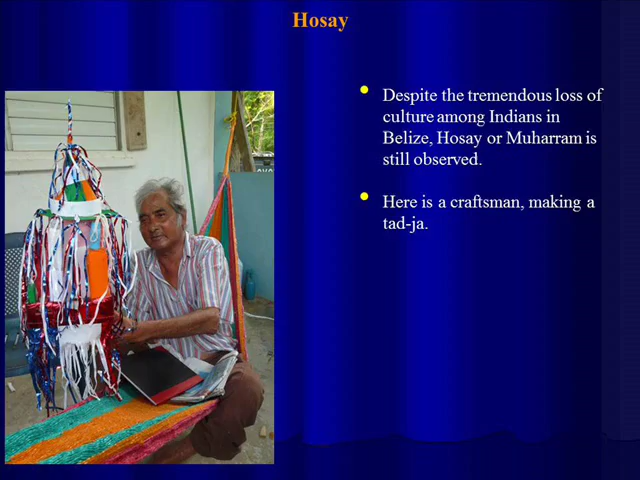 Hosay
Despite the tremendous loss of
culture among Indians in
Belize, Hosay or Muharram is
still observed.
Here is a craftsman, making a
tad-ja.